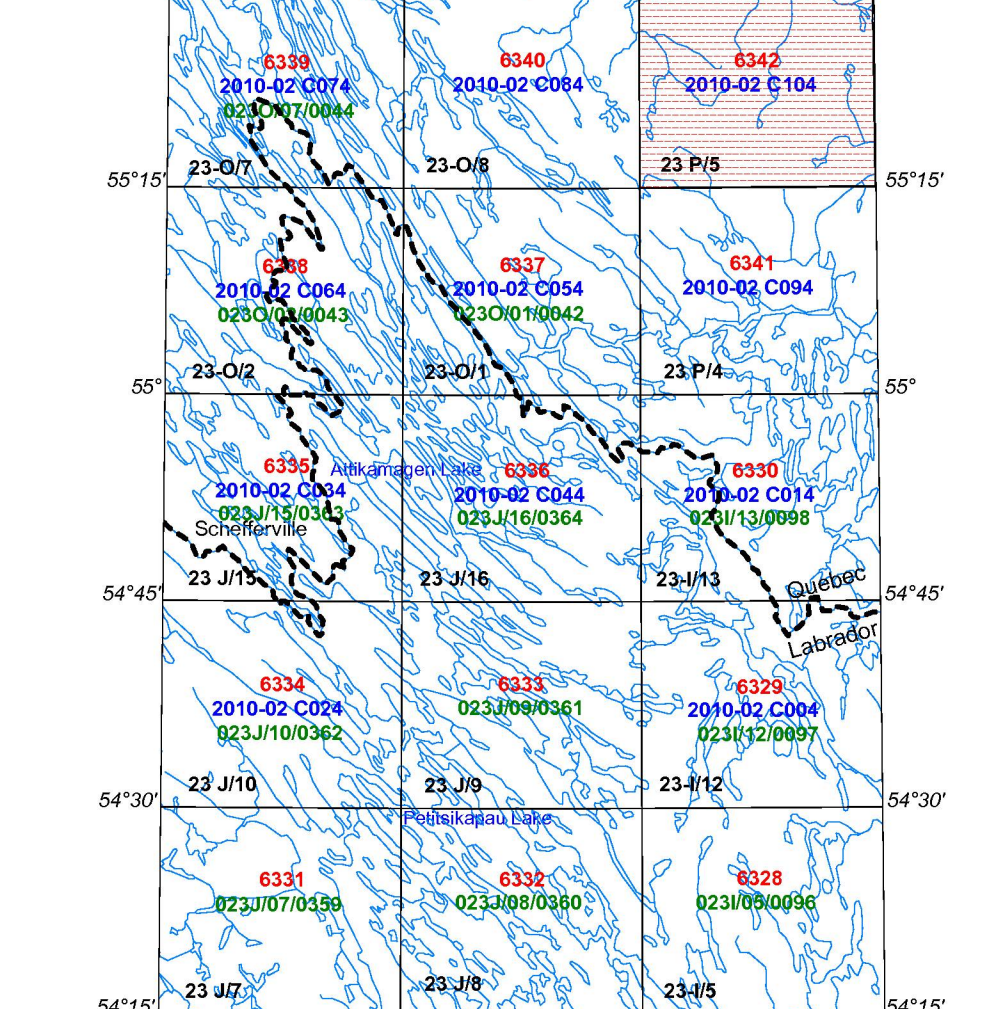 6339
2010-02 C074
023O/07/0044
23-O/7
6340
2010-02 C084
23-O/8
6342
2010-02 C104
23 P/5
55°15'
55°15'
6338
2010-02 C064
023O/02/0043
23-O/2
6337
2010-02 C054
023O/01/0042
23-O/1
6341
2010-02 C094
23 P/4
55°
55°
6335
2010-02 C034
023J/15/0363
Schefferville
23 J/15
Attikamagen Lake
6336
2010-02 C044
023J/16/0364
23 J/16
6330
2010-02 C014
023I/13/0098
23-I/13
Quebec
Labrador
54°45'
54°45'
6334
2010-02 C024
023J/10/0362
23 J/10
6333
023J/09/0361
23 J/9
6329
2010-02 C004
023I/12/0097
23-I/12
54°30'
54°30'
Petitsikapau Lake
6331
023J/07/0359
23 J/7
6332
023J/08/0360
23 J/8
6328
023I/05/0096
23-I/5
54°15'
54°15'